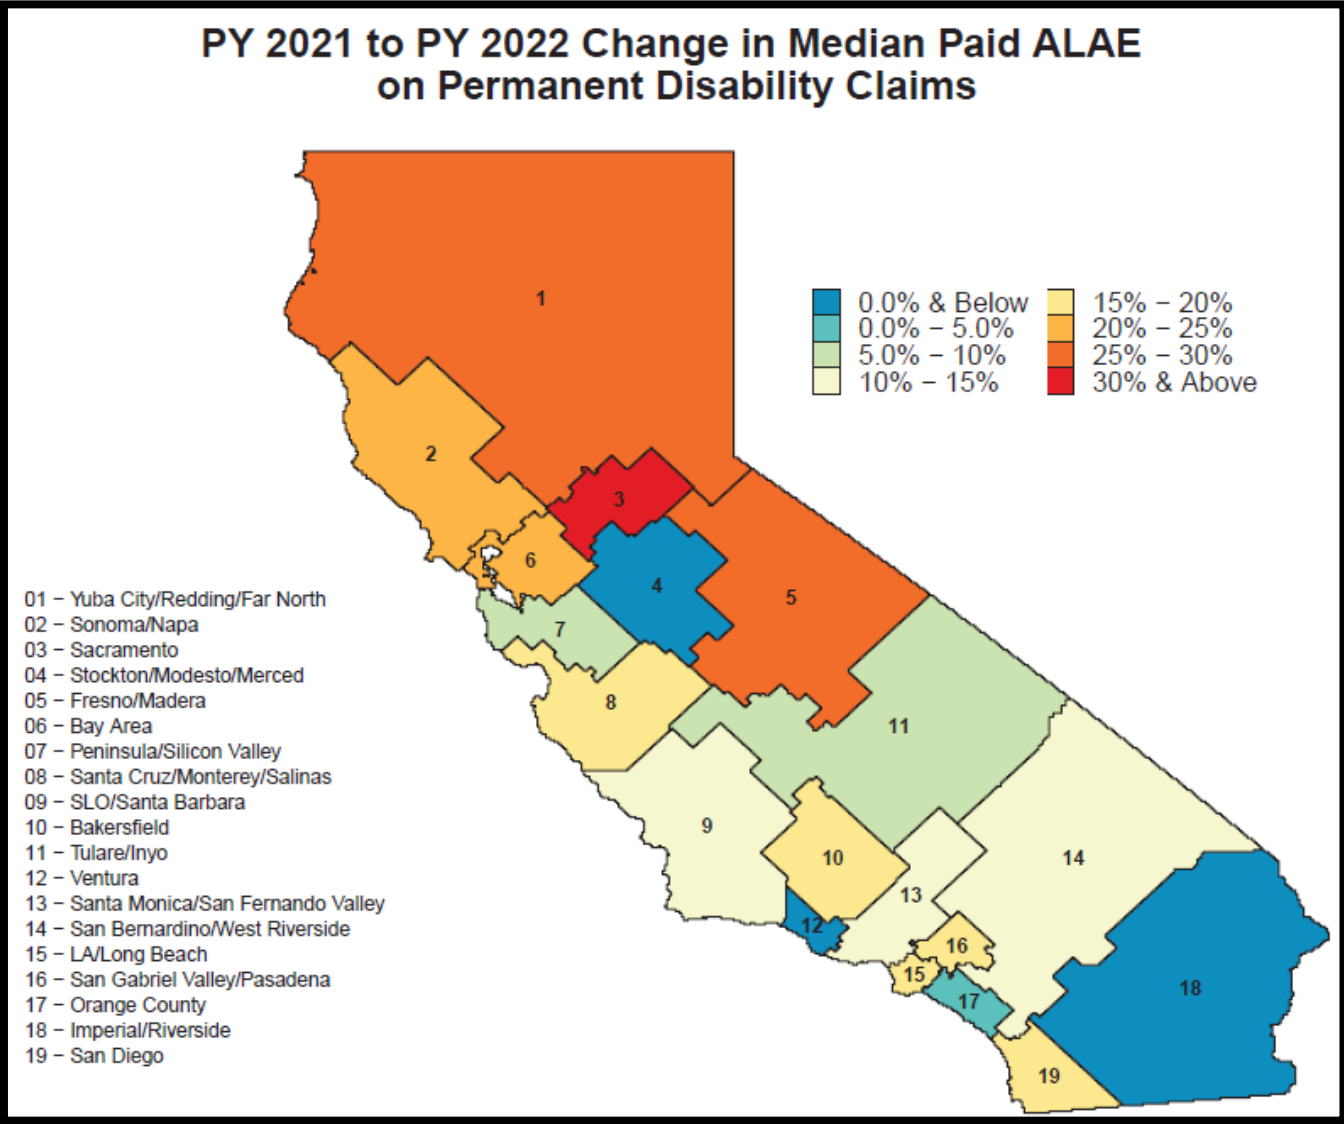 PY 2021 to PY 2022 Change in Median Paid ALAE
on Permanent Disability Claims
1
0.0% & Below
0.0% − 5.0%
5.0% − 10%
10% − 15%
15% − 20%
20% − 25%
25% − 30%
30% & Above
2
3
6
4
5
7
8
11
9
10
14
13
12
16
15
17
18
19
01 − Yuba City/Redding/Far North
02 − Sonoma/Napa
03 − Sacramento
04 − Stockton/Modesto/Merced
05 − Fresno/Madera
06 − Bay Area
07 − Peninsula/Silicon Valley
08 − Santa Cruz/Monterey/Salinas
09 − SLO/Santa Barbara
10 − Bakersfield
11 − Tulare/Inyo
12 − Ventura
13 − Santa Monica/San Fernando Valley
14 − San Bernardino/West Riverside
15 − LA/Long Beach
16 − San Gabriel Valley/Pasadena
17 − Orange County
18 − Imperial/Riverside
19 − San Diego